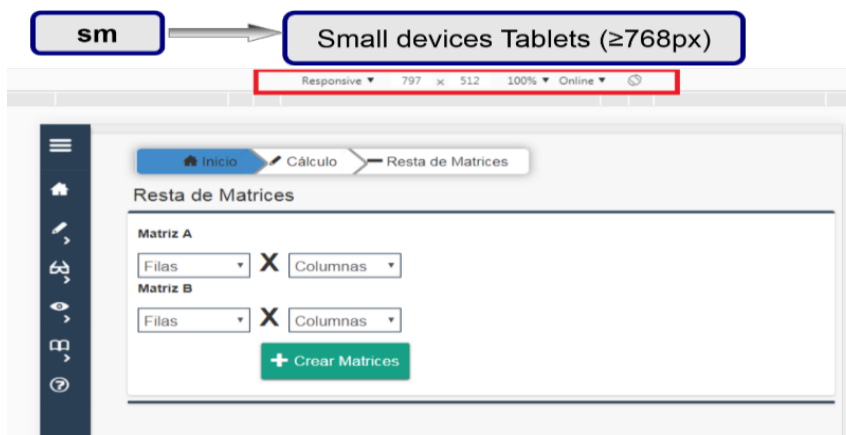 sm
Small devices Tablets (≥768px)
Responsive ▼ 797 x 512 100% ▼ Online ▼
Inicio Cálculo Resta de Matrices
Resta de Matrices
Matriz A
Filas X Columnas
Matriz B
Filas X Columnas
+ Crear Matrices